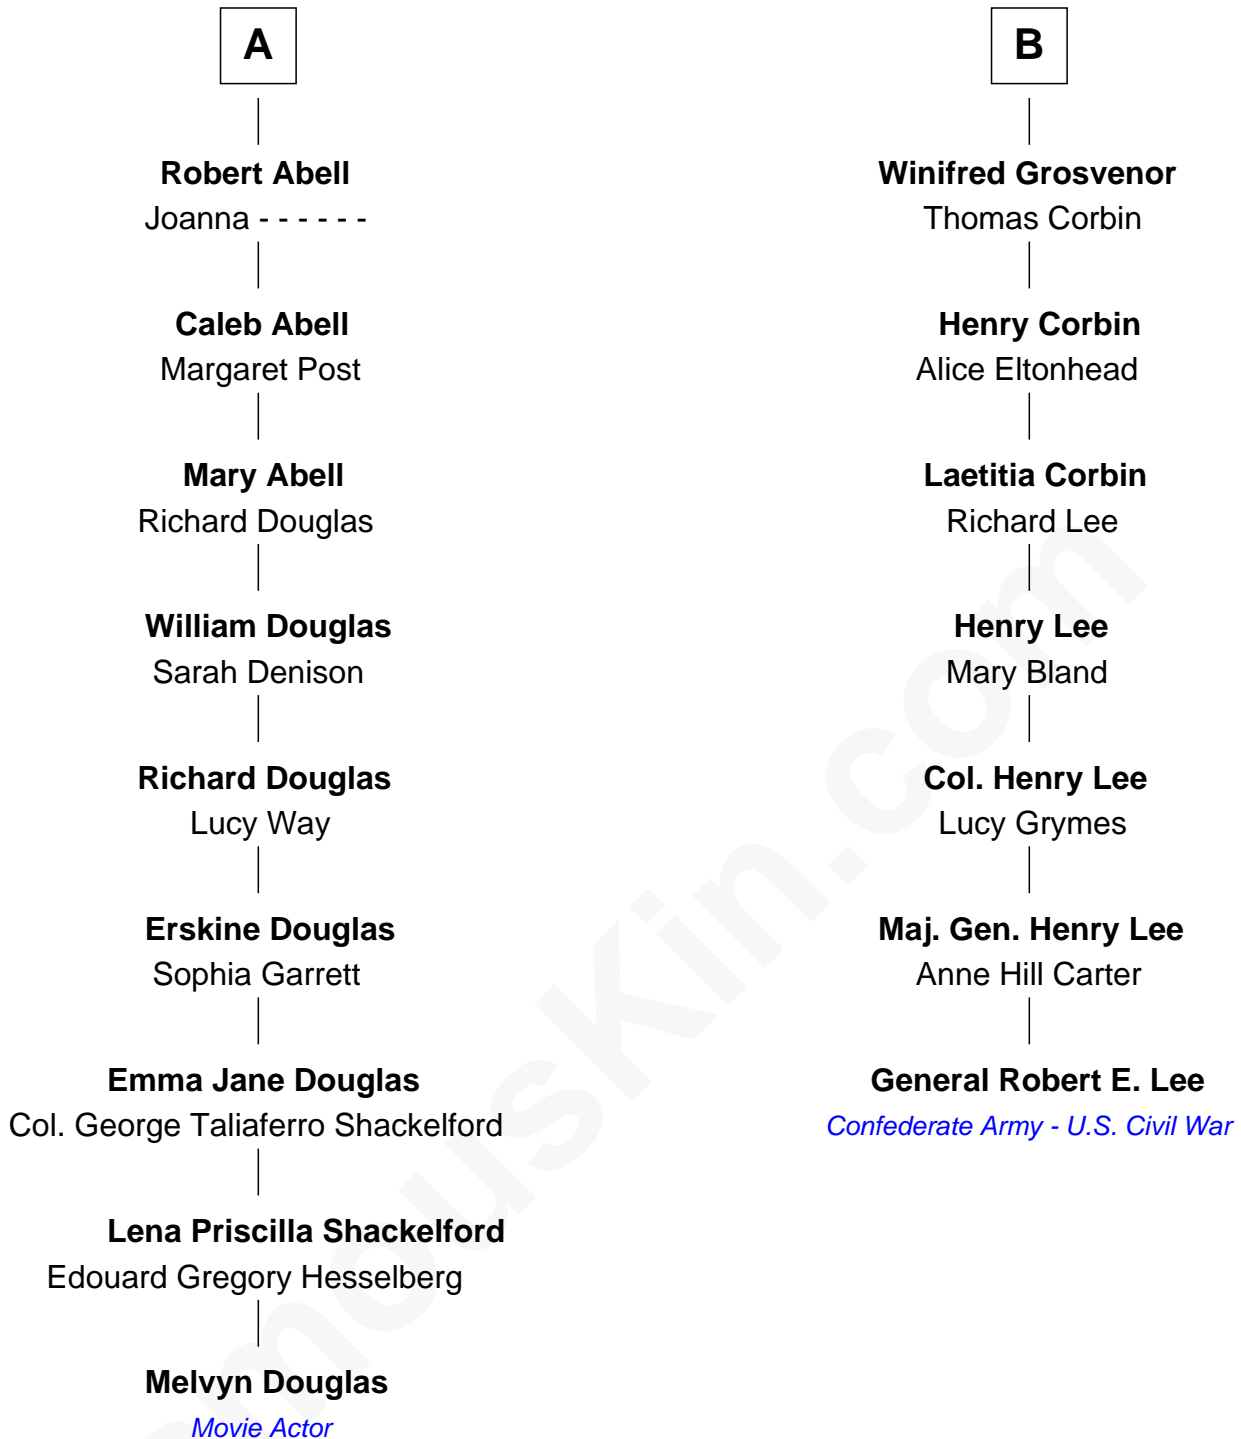 A
Robert Abell
Joanna - - - - - -
Caleb Abell
Margaret Post
Mary Abell
Richard Douglas
William Douglas
Sarah Denison
Richard Douglas
Lucy Way
Erskine Douglas
Sophia Garrett
Emma Jane Douglas
Col. George Taliaferro Shackelford
Lena Priscilla Shackelford
Edouard Gregory Hesselberg
Melvyn Douglas
Movie Actor
B
Winifred Grosvenor
Thomas Corbin
Henry Corbin
Alice Eltonhead
Laetitia Corbin
Richard Lee
Henry Lee
Mary Bland
Col. Henry Lee
Lucy Grymes
Maj. Gen. Henry Lee
Anne Hill Carter
General Robert E. Lee
Confederate Army - U.S. Civil War
mouskin.com